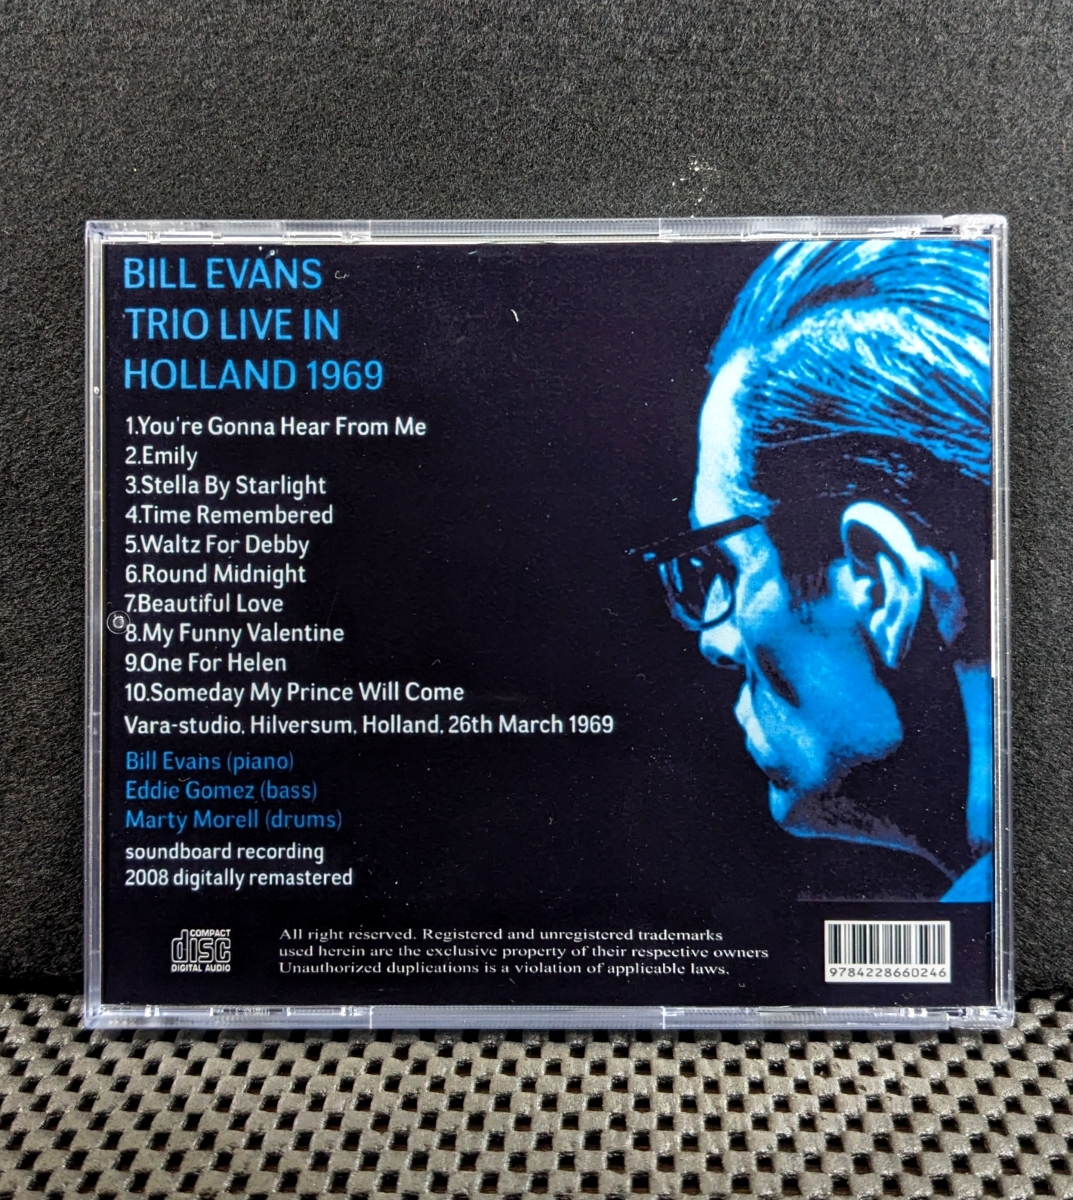 BILL EVANS
TRIO LIVE IN
HOLLAND 1969
1.You're Gonna Hear From Me
2.Emily
3.Stella By Starlight
4.Time Remembered
5.Waltz For Debby
6.Round Midnight
7.Beautiful Love
8.My Funny Valentine
9.One For Helen
10.Someday My Prince Will Come
Vara-studio, Hilversum, Holland, 26th March 1969
Bill Evans (piano)
Eddie Gomez (bass)
Marty Morell (drums)
soundboard recording
2008 digitally remastered
COMPACT
disc
DIGITAL AUDIO
All right reserved. Registered and unregistered trademarks
used herein are the exclusive property of their respective owners
Unauthorized duplications is a violation of applicable laws.
9784228660246